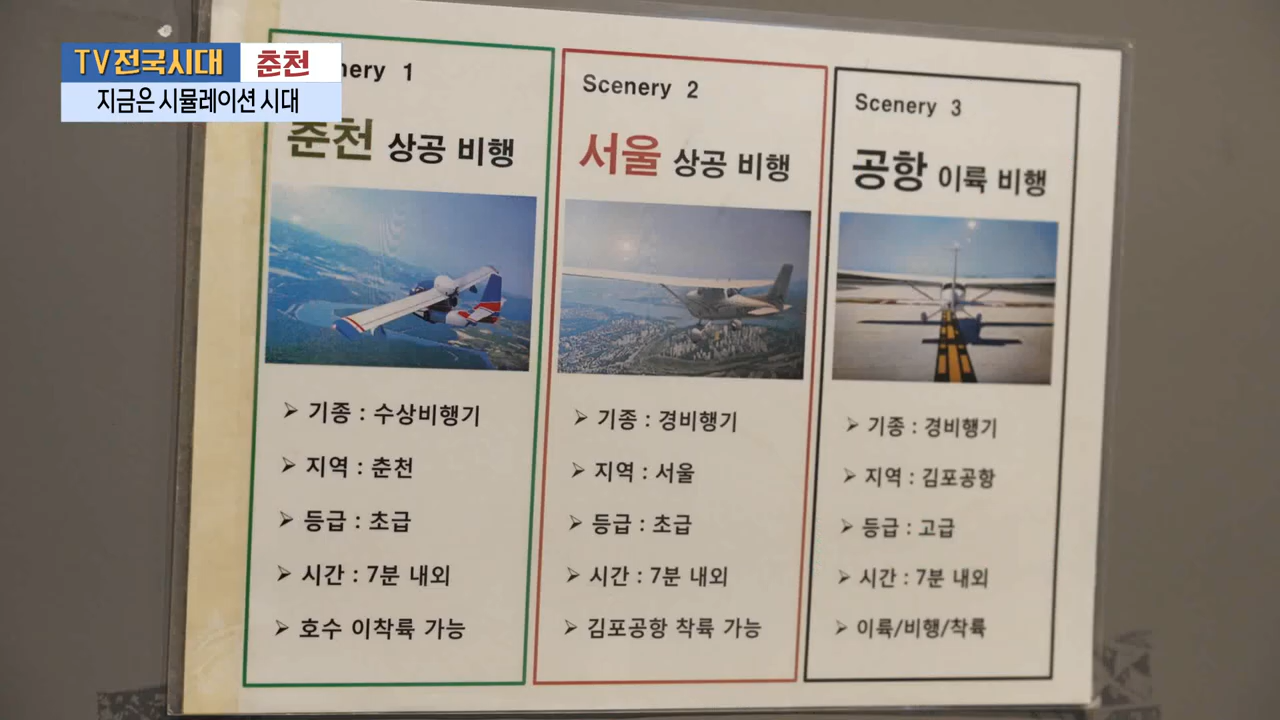 TV전국시대 춘천
지금은 시뮬레이션 시대
nery 1
춘천 상공 비행
➢ 기종 : 수상비행기
➢ 지역 : 춘천
➢ 등급 : 초급
➢ 시간 : 7분 내외
➢ 호수 이착륙 가능
Scenery 2
서울 상공 비행
➢ 기종 : 경비행기
➢ 지역 : 서울
➢ 등급 : 초급
➢ 시간 : 7분 내외
➢ 김포공항 착륙 가능
Scenery 3
공항 이륙 비행
➢ 기종 : 경비행기
➢ 지역 : 김포공항
➢ 등급 : 고급
➢ 시간 : 7분 내외
➢ 이륙/비행/착륙